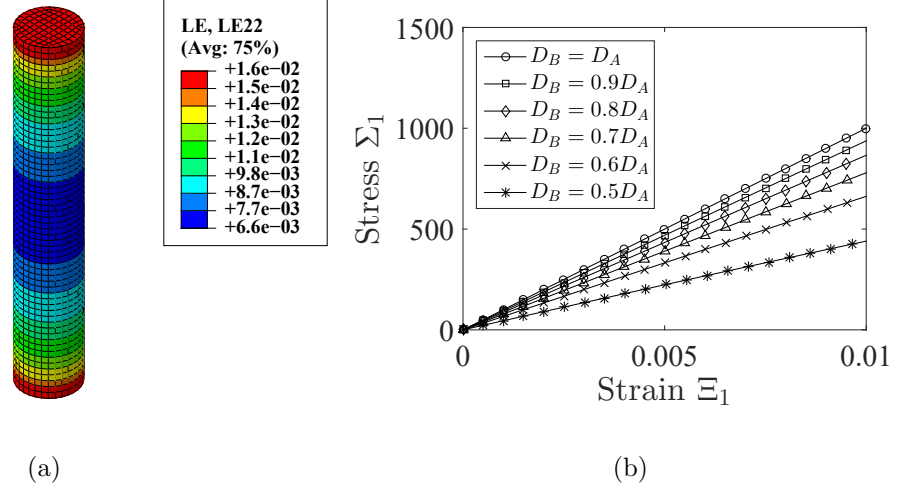 LE, LE22
(Avg: 75%)
+1.6e−02
+1.5e−02
+1.4e−02
+1.3e−02
+1.2e−02
+1.1e−02
+9.8e−03
+8.7e−03
+7.7e−03
+6.6e−03
(a)
1500
1000
500
0
Stress Σ₁
D_B = D_A
D_B = 0.9D_A
D_B = 0.8D_A
D_B = 0.7D_A
D_B = 0.6D_A
D_B = 0.5D_A
0 0.005 0.01
Strain Ξ₁
(b)